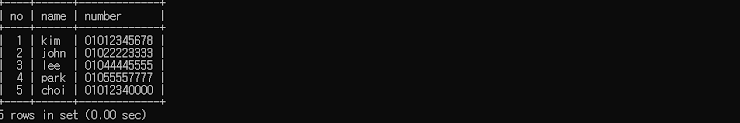 +----+------+-------------+
| no | name | number      |
+----+------+-------------+
|  1 | kim  | 01012345678 |
|  2 | john | 01022223333 |
|  3 | lee  | 01044445555 |
|  4 | park | 01055557777 |
|  5 | choi | 01012340000 |
+----+------+-------------+
5 rows in set (0.00 sec)